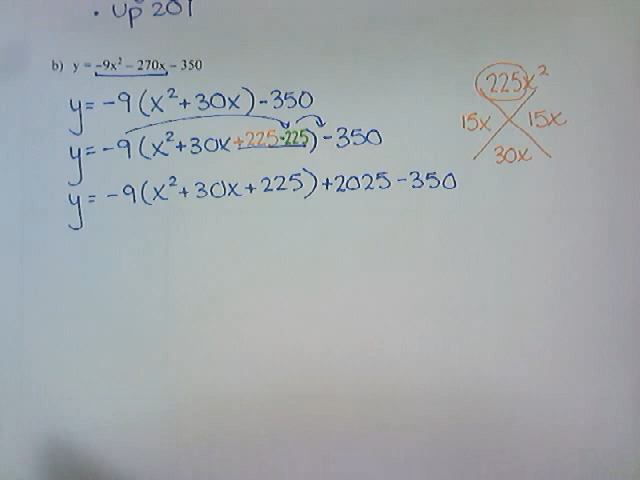 • Up 201
b) y = -9x² - 270x - 350
y = -9(x² + 30x) - 350
y = -9(x² + 30x + 225 - 225) - 350
y = -9(x² + 30x + 225) + 2025 - 350
225x²
15x 15x
30x